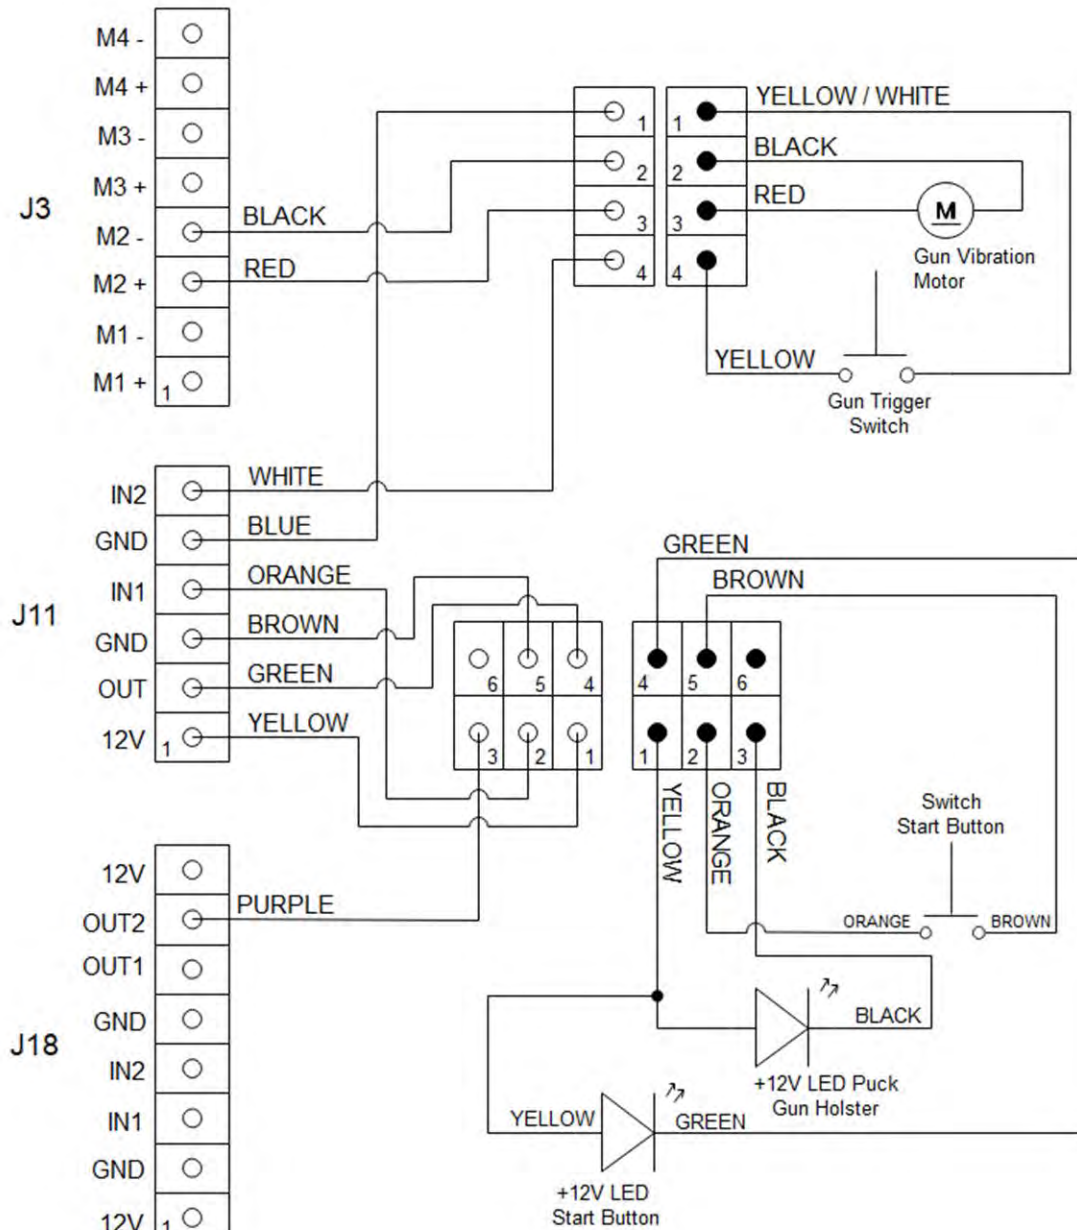 M4 -
M4 +
M3 -
M3 +
J3
M2 -
BLACK
M2 +
RED
M1 -
M1 +
1
1
2
3
4
1
2
3
4
YELLOW / WHITE
BLACK
RED
M
Gun Vibration
Motor
YELLOW
Gun Trigger
Switch
IN2
WHITE
GND
BLUE
IN1
ORANGE
J11
GND
BROWN
OUT
GREEN
12V
1
YELLOW
6
5
4
3
2
1
GREEN
BROWN
4
5
6
1
2
3
YELLOW
ORANGE
BLACK
Switch
Start Button
ORANGE
BROWN
12V
OUT2
PURPLE
OUT1
GND
J18
IN2
IN1
GND
12V
1
BLACK
+12V LED Puck
Gun Holster
YELLOW
GREEN
+12V LED
Start Button